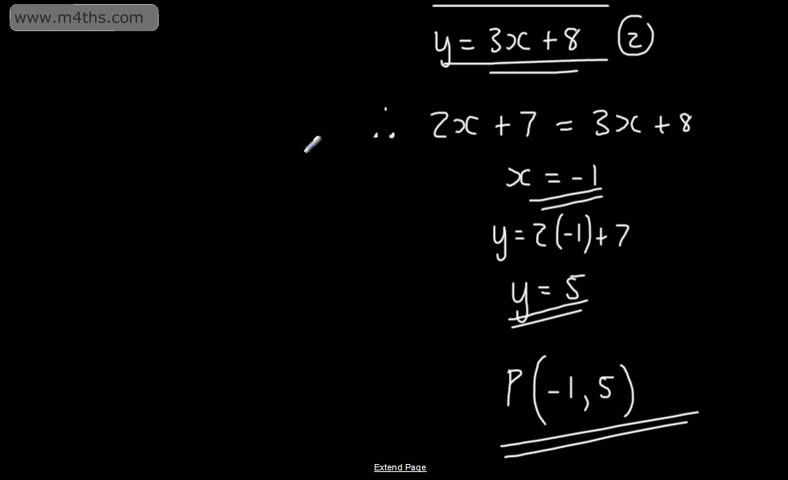 www.m4ths.com
y = 3x + 8 ②
∴ 2x + 7 = 3x + 8
x = -1
y = 2(-1) + 7
y = 5
P(-1, 5)
Extend Page